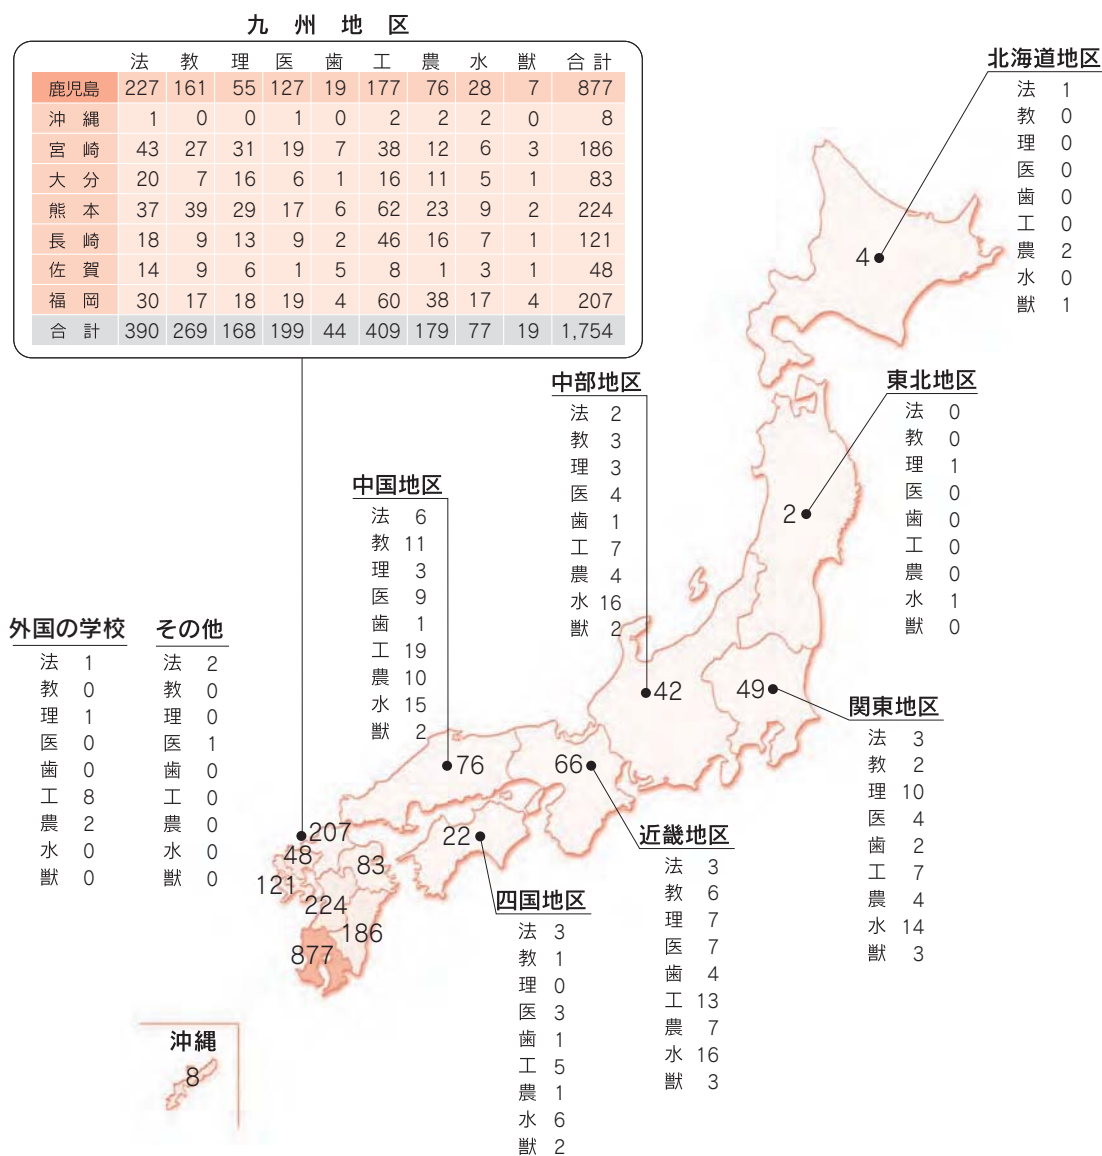 九 州 地 区
法 教 理 医 歯 工 農 水 獣 合 計
鹿児島 227 161 55 127 19 177 76 28 7 877
沖 縄 1 0 0 1 0 2 2 2 0 8
宮 崎 43 27 31 19 7 38 12 6 3 186
大 分 20 7 16 6 1 16 11 5 1 83
熊 本 37 39 29 17 6 62 23 9 2 224
長 崎 18 9 13 9 2 46 16 7 1 121
佐 賀 14 9 6 1 5 8 1 3 1 48
福 岡 30 17 18 19 4 60 38 17 4 207
合 計 390 269 168 199 44 409 179 77 19 1,754
北海道地区
法 1
教 0
理 0
医 0
歯 0
工 0
農 2
水 0
獣 1
4
東北地区
法 0
教 0
理 1
医 0
歯 0
工 0
農 0
水 1
獣 0
2
中部地区
法 2
教 3
理 3
医 4
歯 1
工 7
農 4
水 16
獣 2
42
中国地区
法 6
教 11
理 3
医 9
歯 1
工 19
農 10
水 15
獣 2
76
外国の学校
法 1
教 0
理 1
医 0
歯 0
工 8
農 2
水 0
獣 0
その他
法 2
教 0
理 0
医 1
歯 0
工 0
農 0
水 0
獣 0
49
関東地区
法 3
教 2
理 10
医 4
歯 2
工 7
農 4
水 14
獣 3
66
近畿地区
法 3
教 6
理 7
医 7
歯 4
工 13
農 7
水 16
獣 3
22
四国地区
法 3
教 1
理 0
医 3
歯 1
工 5
農 1
水 6
獣 2
207
48
83
121
224
186
877
沖縄
8